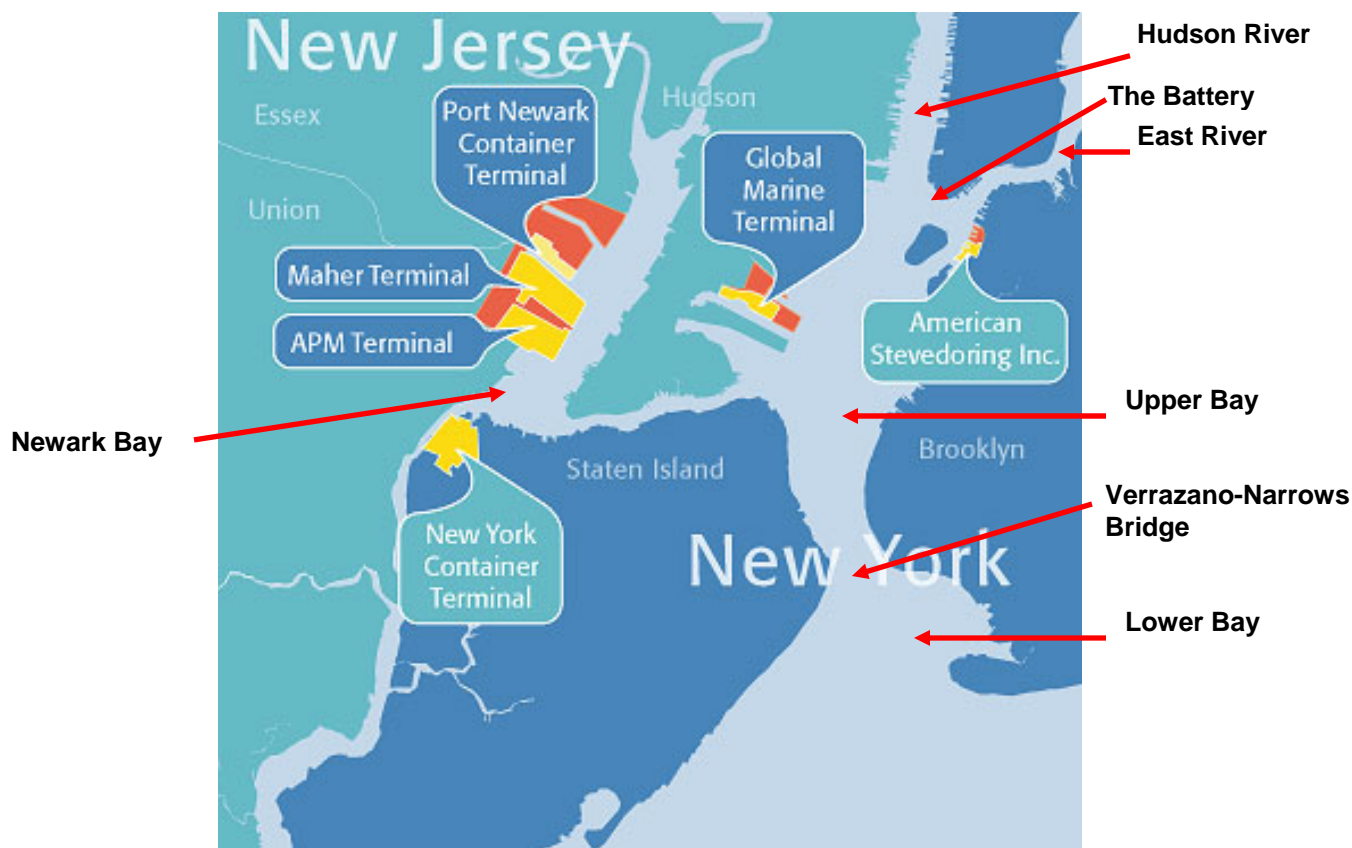 New Jersey
Hudson River
Essex
Port Newark
Container
Terminal
Hudson
The Battery
East River
Global
Marine
Terminal
Union
Maher Terminal
APM Terminal
American
Stevedoring Inc.
Newark Bay
Upper Bay
Staten Island
Brooklyn
Verrazano-Narrows
Bridge
New York
Container
Terminal
New York
Lower Bay